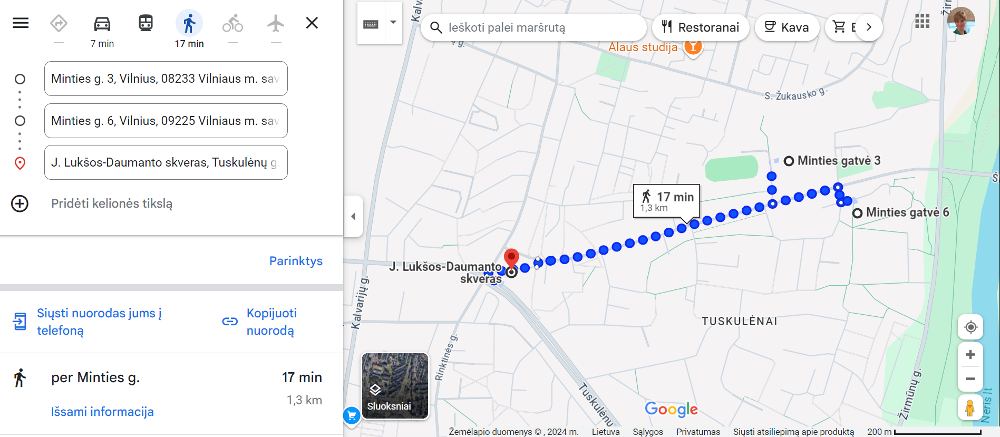 7 min
17 min
Minties g. 3, Vilnius, 08233 Vilniaus m. sav
Minties g. 6, Vilnius, 09225 Vilniaus m. sav
J. Lukšos-Daumanto skveras, Tuskulėnų g.
Pridėti kelionės tikslą
Parinktys
Siųsti nuorodas jums į
telefoną
Kopijuoti
nuorodą
per Minties g.
17 min
1,3 km
Išsami informacija
Ieškoti palei maršrutą
Restoranai
Kava
Alaus studija
S. Žukausko g.
Minties gatvė 3
17 min
1,3 km
Minties gatvė 6
J. Lukšos-Daumanto
skveras
Kalvarijų g.
TUSKULĖNAI
Rinktinės g.
Tuskulėnų
Žirmūnų g.
Neris lt
Sluoksniai
Google
Žemėlapio duomenys © , 2024 m.
Lietuva
Sąlygos
Privatumas
Siųsti atsiliepimą apie produktą
200 m